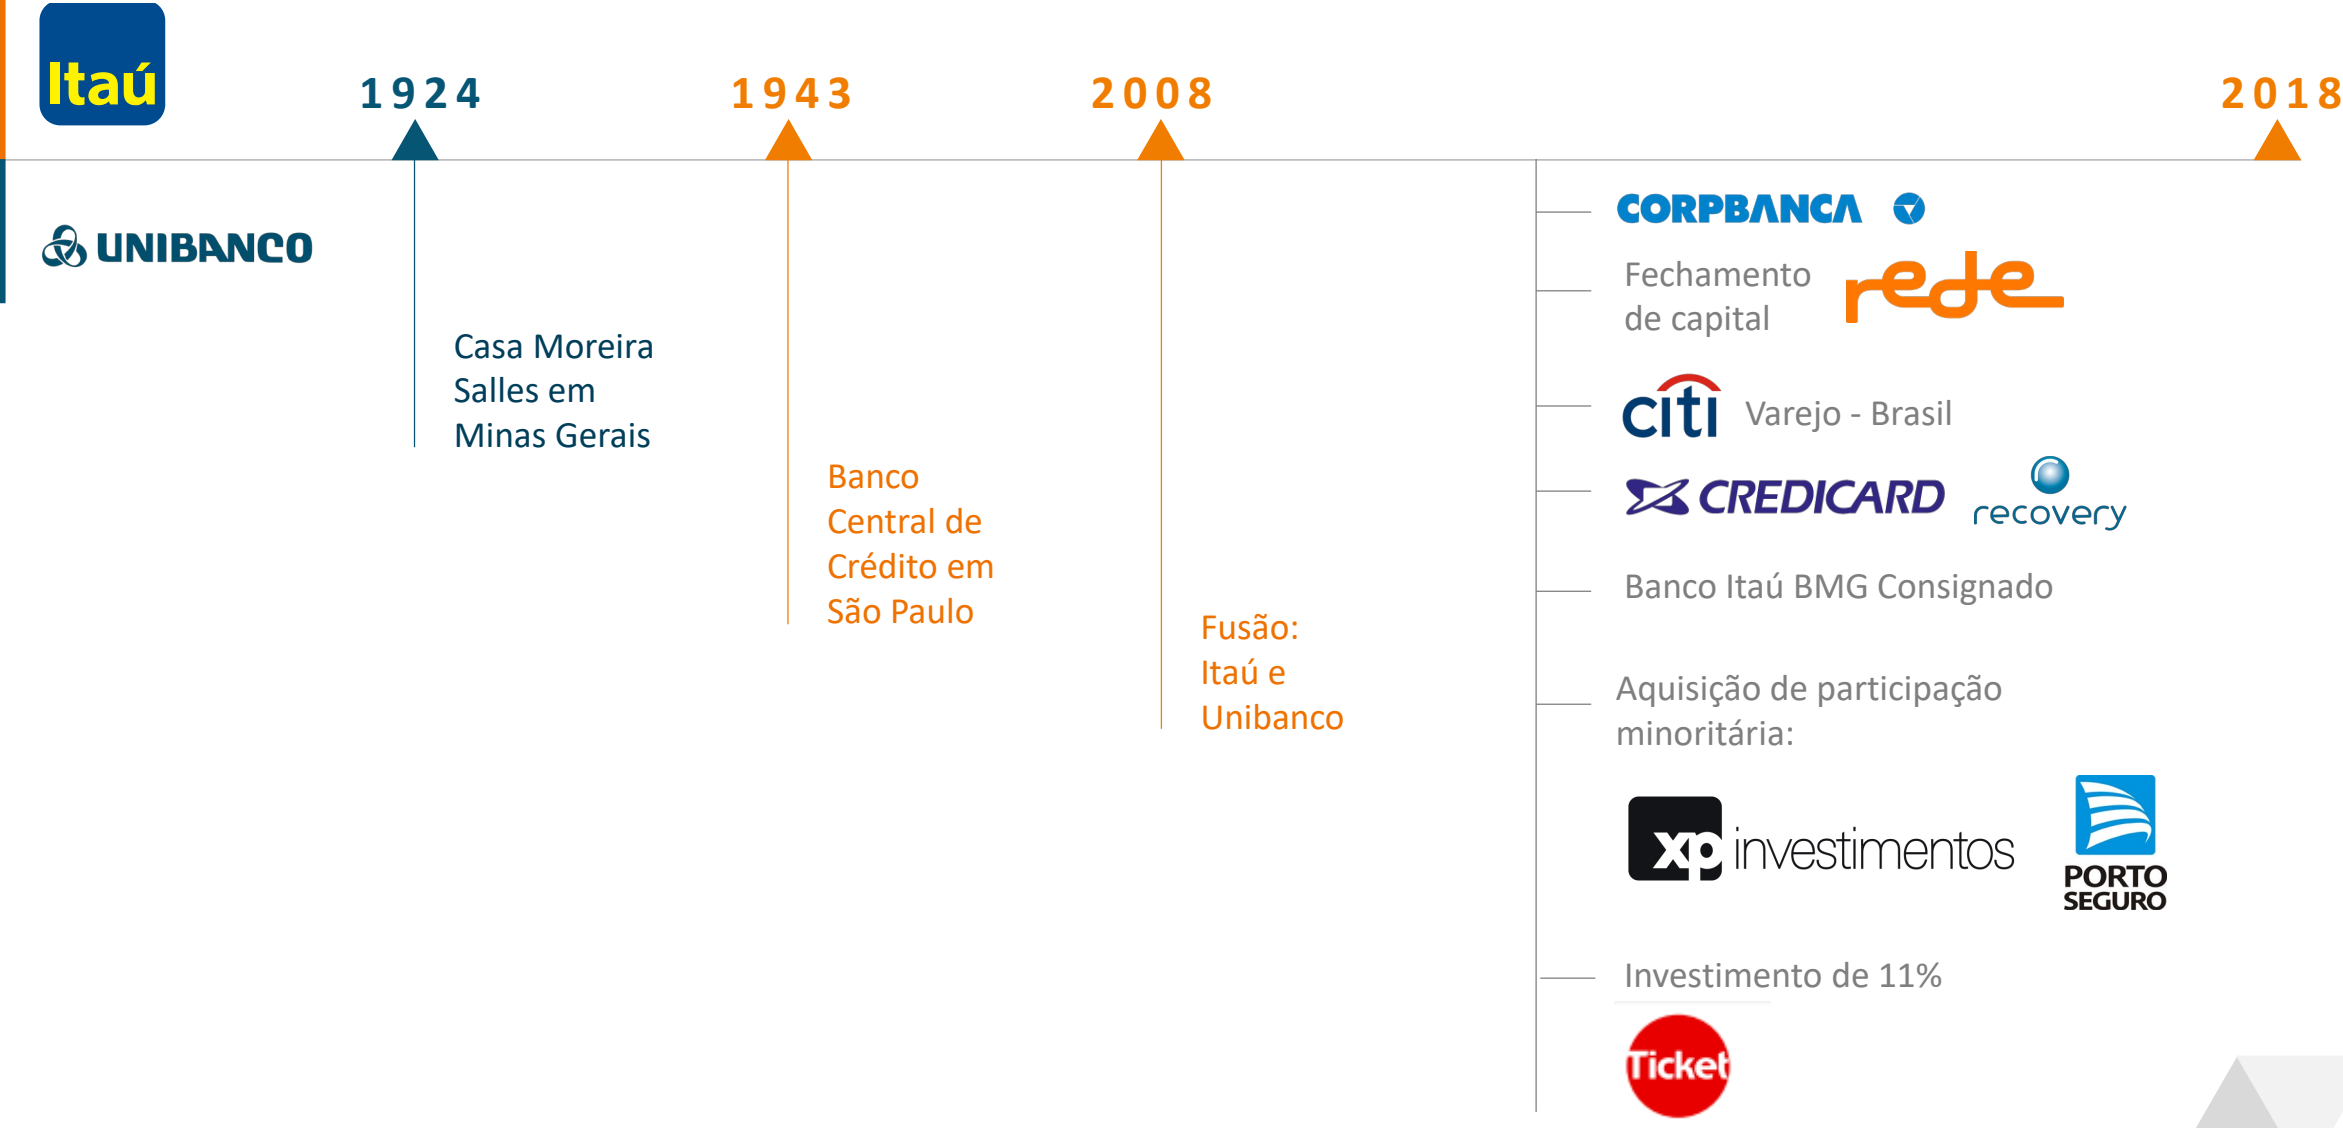 Itaú
1924
1943
2008
2018
UNIBANCO
Casa Moreira
Salles em
Minas Gerais
Banco
Central de
Crédito em
São Paulo
Fusão:
Itaú e
Unibanco
CORPBANCA
Fechamento
de capital
rede
citi Varejo - Brasil
CREDICARD recovery
Banco Itaú BMG Consignado
Aquisição de participação
minoritária:
xp investimentos
PORTO
SEGURO
Investimento de 11%
Ticket